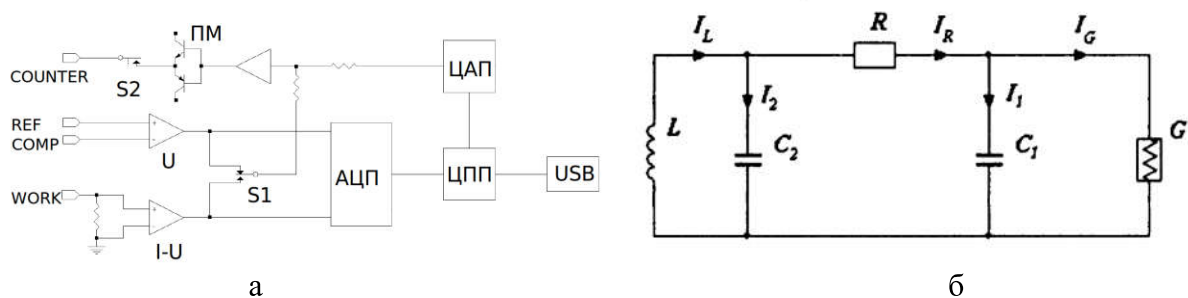 ПМ
COUNTER
S2
ЦАП
REF
COMP
U
S1
АЦП
ЦПП
USB
WORK
I-U
а
I_L
R
I_R
I_G
I_2
I_1
L
C_2
C_1
G
б